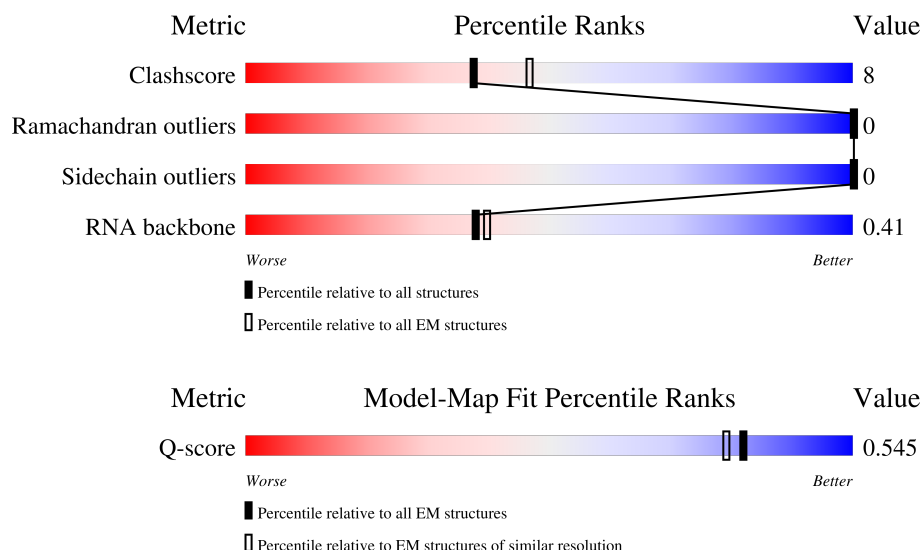 Metric Percentile Ranks Value
Clashscore 8
Ramachandran outliers 0
Sidechain outliers 0
RNA backbone 0.41
Worse Better
Percentile relative to all structures
Percentile relative to all EM structures
Metric Model-Map Fit Percentile Ranks Value
Q-score 0.545
Worse Better
Percentile relative to all EM structures
Percentile relative to EM structures of similar resolution